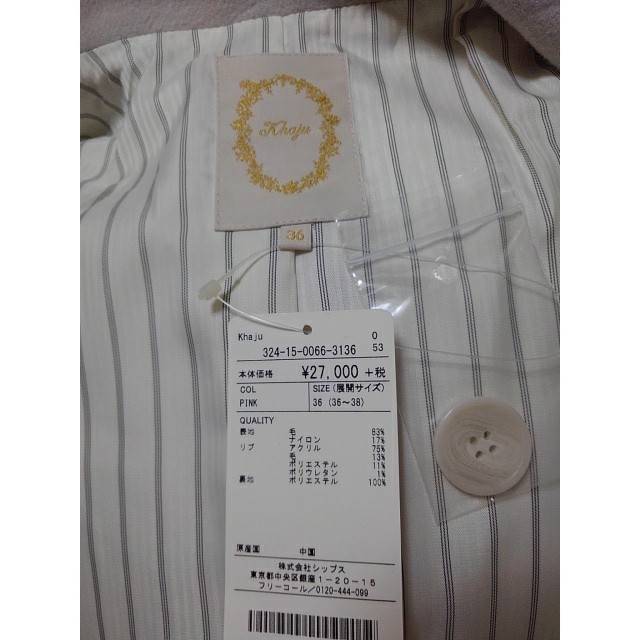 Khaju
36
Khaju 0
324-15-0066-3136 53
本体価格 ¥27,000 +税
COL SIZE(展開サイズ)
PINK 36 (36〜38)
QUALITY
表地 毛 83%
ナイロン 17%
リブ アクリル 75%
毛 13%
ポリエステル 11%
ポリウレタン 1%
裏地 ポリエステル 100%
原産国 中国
株式会社シップス
東京都中央区銀座1-20-15
フリーコール/0120-444-099